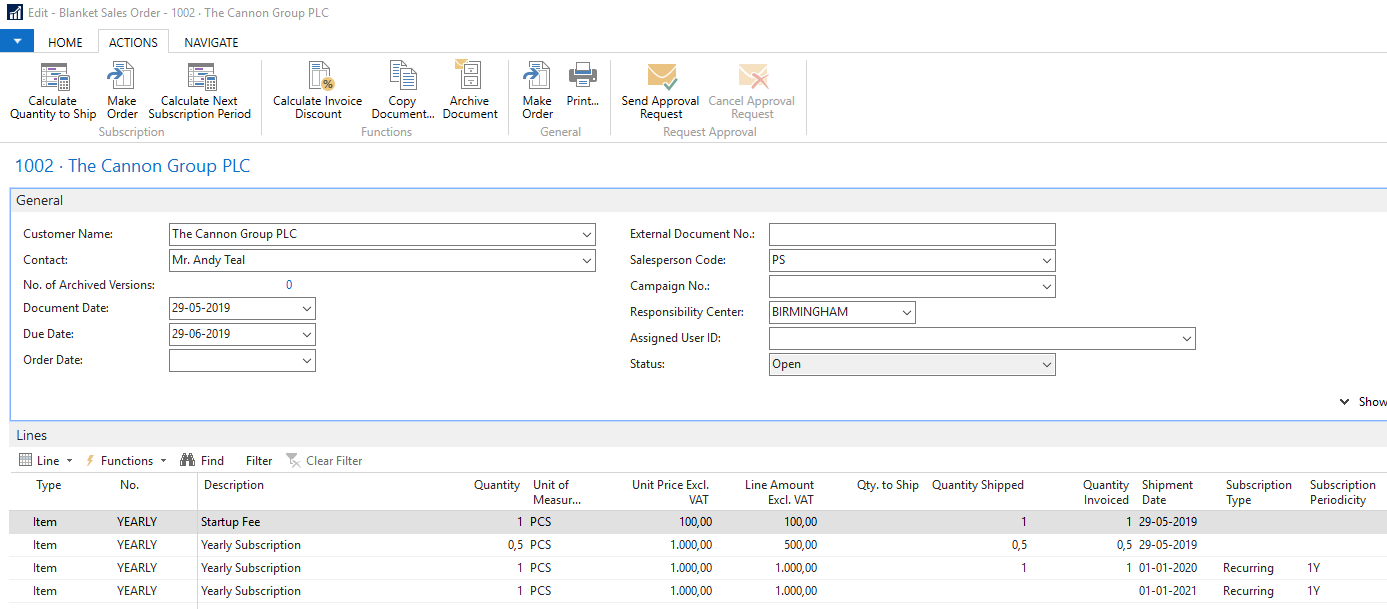 Edit - Blanket Sales Order - 1002 · The Cannon Group PLC
HOME ACTIONS NAVIGATE
Calculate Quantity to Ship
Make Order
Calculate Next Subscription Period
Calculate Invoice Discount
Copy Document...
Archive Document
Make Order
Print...
Send Approval Request
Cancel Approval Request
Subscription Functions General Request Approval
1002 · The Cannon Group PLC
General
Customer Name: The Cannon Group PLC
Contact: Mr. Andy Teal
No. of Archived Versions: 0
Document Date: 29-05-2019
Due Date: 29-06-2019
Order Date:
External Document No.:
Salesperson Code: PS
Campaign No.:
Responsibility Center: BIRMINGHAM
Assigned User ID:
Status: Open
Show
Lines
Line Functions Find Filter Clear Filter
Type No. Description Quantity Unit of Measur... Unit Price Excl. VAT Line Amount Excl. VAT Qty. to Ship Quantity Shipped Quantity Invoiced Shipment Date Subscription Type Subscription Periodicity
Item YEARLY Startup Fee 1 PCS 100,00 100,00 1 1 29-05-2019
Item YEARLY Yearly Subscription 0,5 PCS 1.000,00 500,00 0,5 0,5 29-05-2019
Item YEARLY Yearly Subscription 1 PCS 1.000,00 1.000,00 1 1 01-01-2020 Recurring 1Y
Item YEARLY Yearly Subscription 1 PCS 1.000,00 1.000,00 01-01-2021 Recurring 1Y